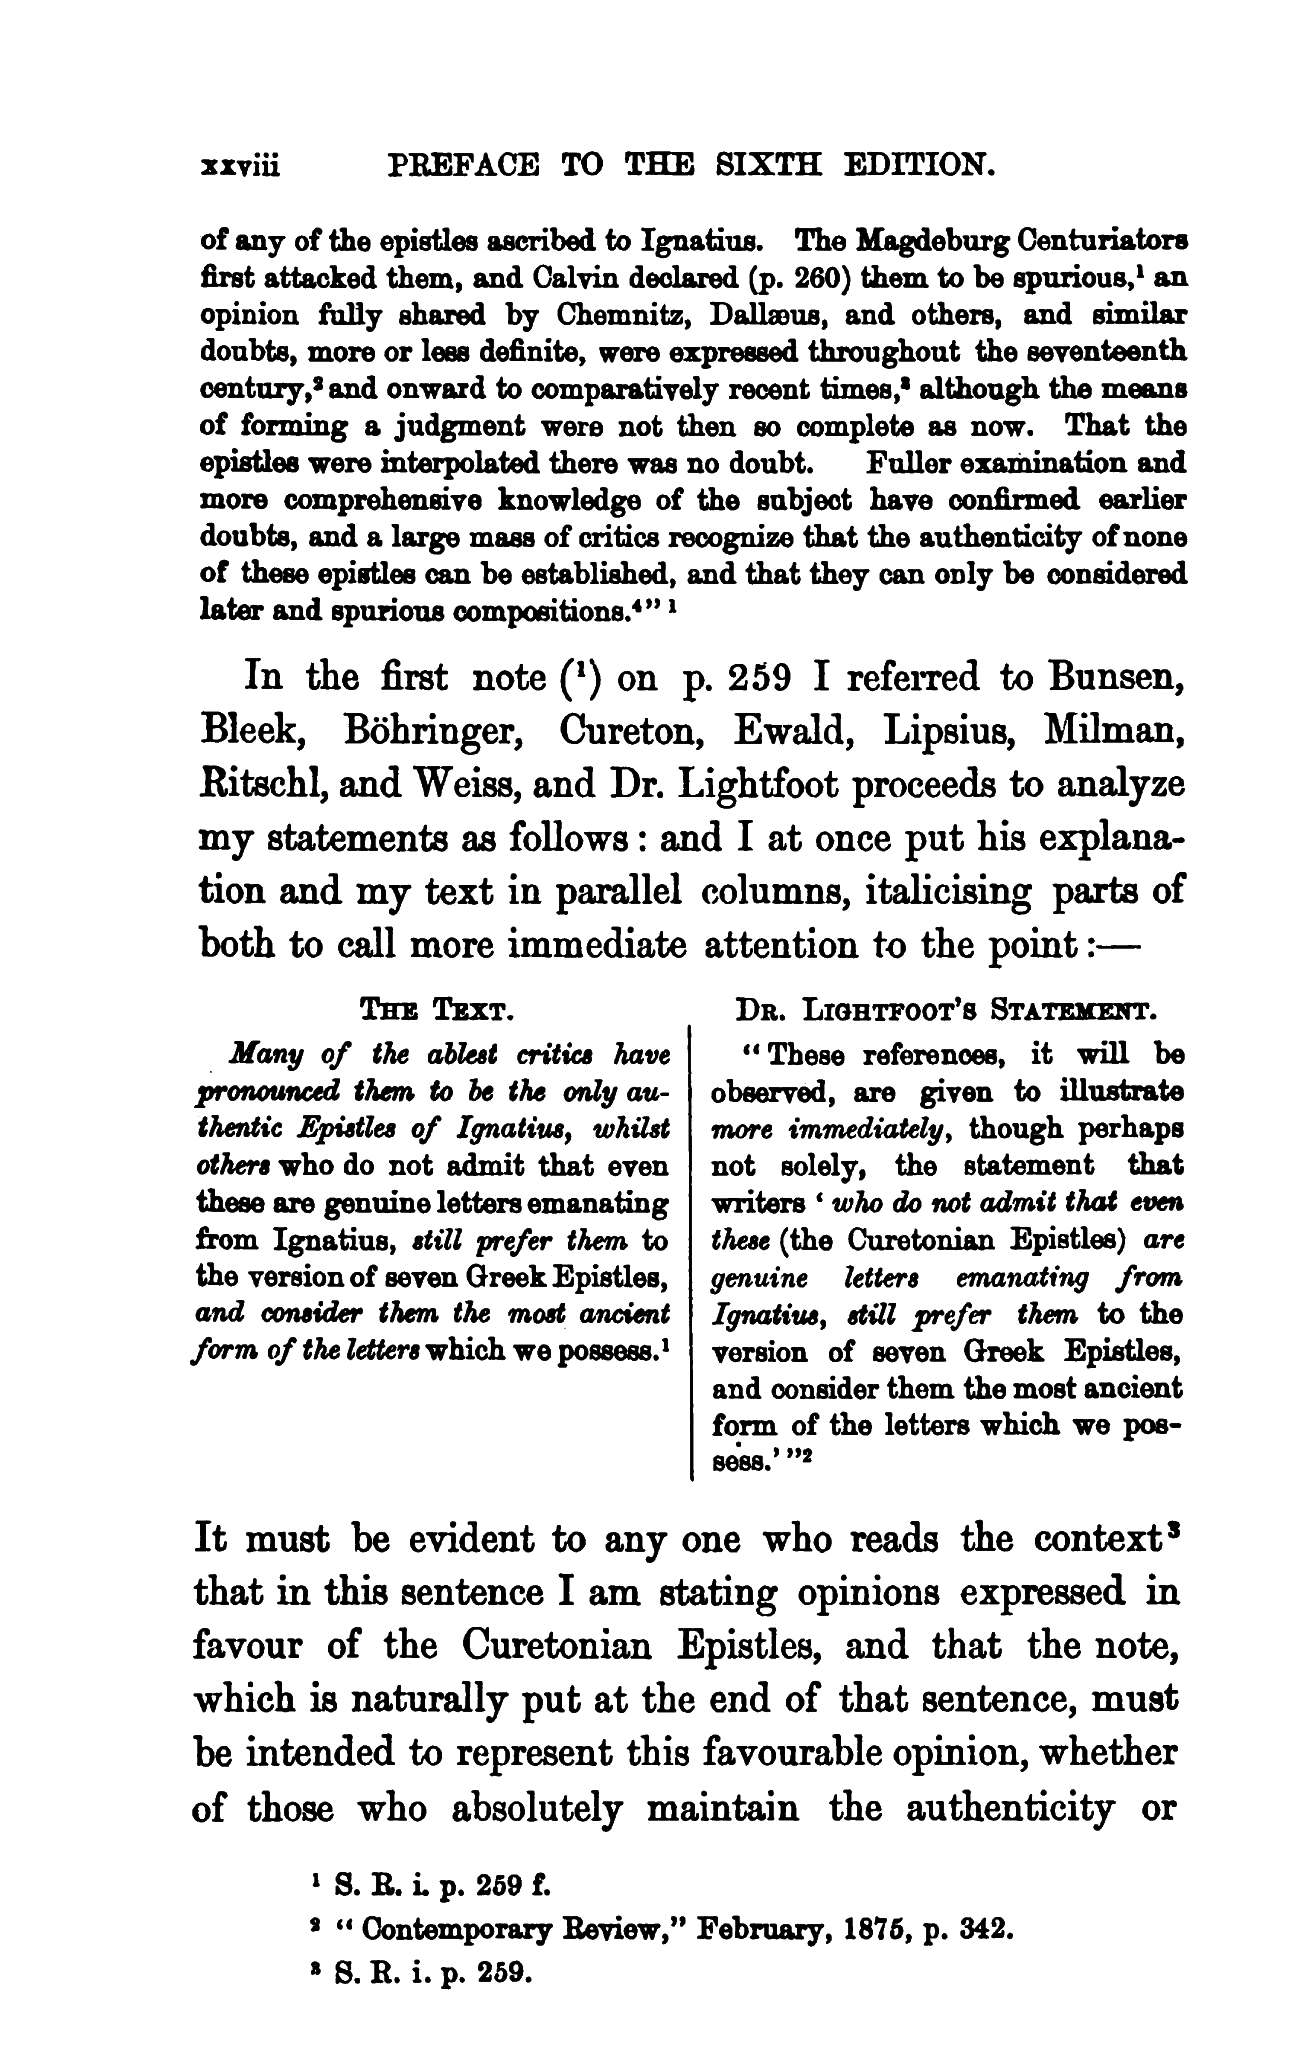 xxviii PREFACE TO THE SIXTH EDITION.
of any of the epistles ascribed to Ignatius. The Magdeburg Centuriators
first attacked them, and Calvin declared (p. 260) them to be spurious,¹ an
opinion fully shared by Chemnitz, Dallæus, and others, and similar
doubts, more or less definite, were expressed throughout the seventeenth
century,² and onward to comparatively recent times,³ although the means
of forming a judgment were not then so complete as now. That the
epistles were interpolated there was no doubt. Fuller examination and
more comprehensive knowledge of the subject have confirmed earlier
doubts, and a large mass of critics recognize that the authenticity of none
of these epistles can be established, and that they can only be considered
later and spurious compositions.⁴” ¹
In the first note (¹) on p. 259 I referred to Bunsen,
Bleek, Böhringer, Cureton, Ewald, Lipsius, Milman,
Ritschl, and Weiss, and Dr. Lightfoot proceeds to analyze
my statements as follows : and I at once put his explana-
tion and my text in parallel columns, italicising parts of
both to call more immediate attention to the point :—
THE TEXT.
Many of the ablest critics have
pronounced them to be the only au-
thentic Epistles of Ignatius, whilst
others who do not admit that even
these are genuine letters emanating
from Ignatius, still prefer them to
the version of seven Greek Epistles,
and consider them the most ancient
form of the letters which we possess.¹
DR. LIGHTFOOT’S STATEMENT.
“ These references, it will be
observed, are given to illustrate
more immediately, though perhaps
not solely, the statement that
writers ‘ who do not admit that even
these (the Curetonian Epistles) are
genuine letters emanating from
Ignatius, still prefer them to the
version of seven Greek Epistles,
and consider them the most ancient
form of the letters which we pos-
sess.’ ”²
It must be evident to any one who reads the context³
that in this sentence I am stating opinions expressed in
favour of the Curetonian Epistles, and that the note,
which is naturally put at the end of that sentence, must
be intended to represent this favourable opinion, whether
of those who absolutely maintain the authenticity or
¹ S. R. i. p. 259 f.
² “ Contemporary Review,” February, 1875, p. 342.
³ S. R. i. p. 259.